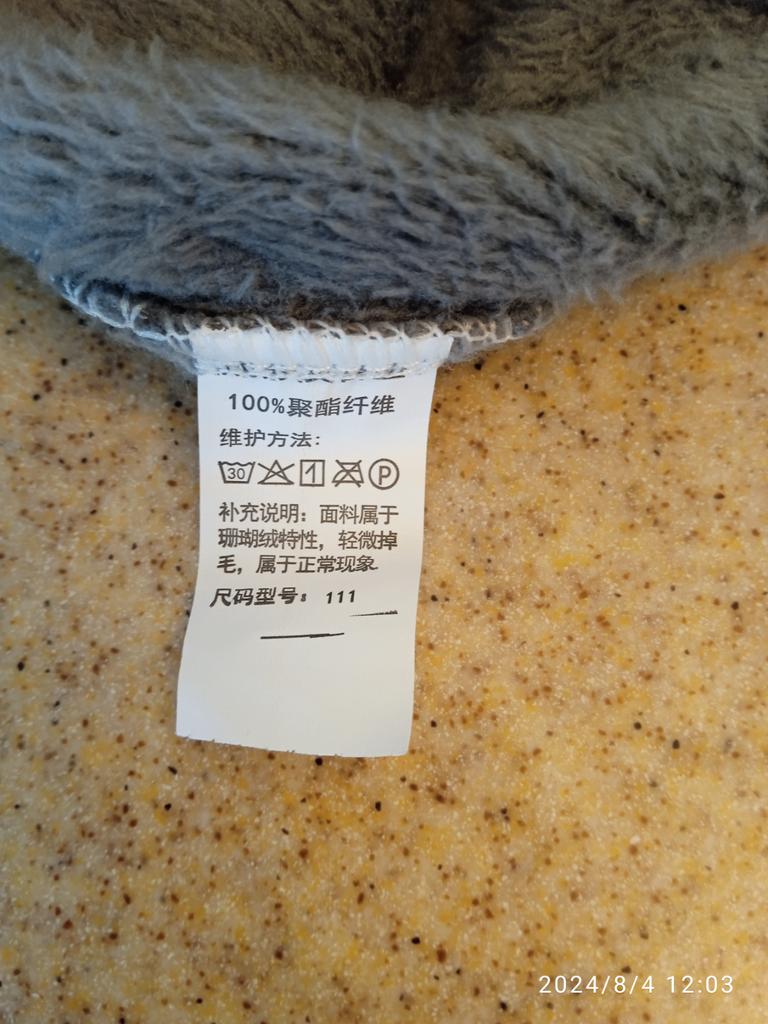 100%聚酯纤维
维护方法:
30 P
补充说明：面料属于
珊瑚绒特性，轻微掉
毛，属于正常现象
尺码型号：111
2024/8/4 12:03